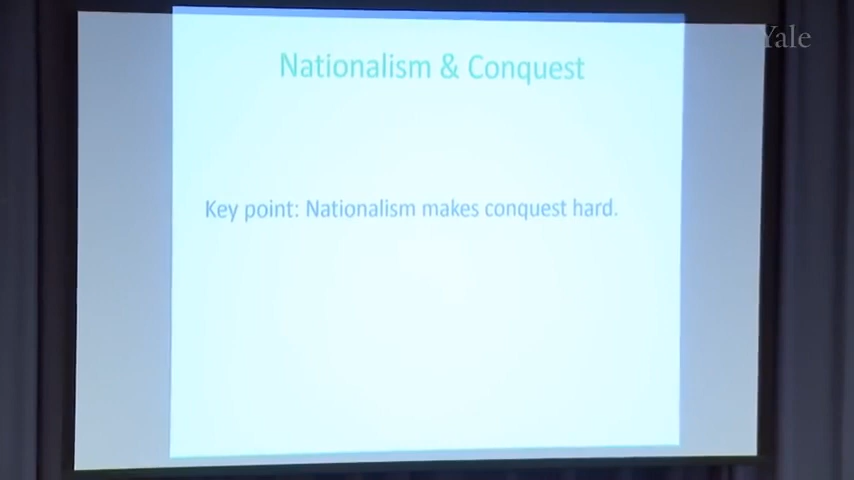 Yale
Nationalism & Conquest
Key point: Nationalism makes conquest hard.